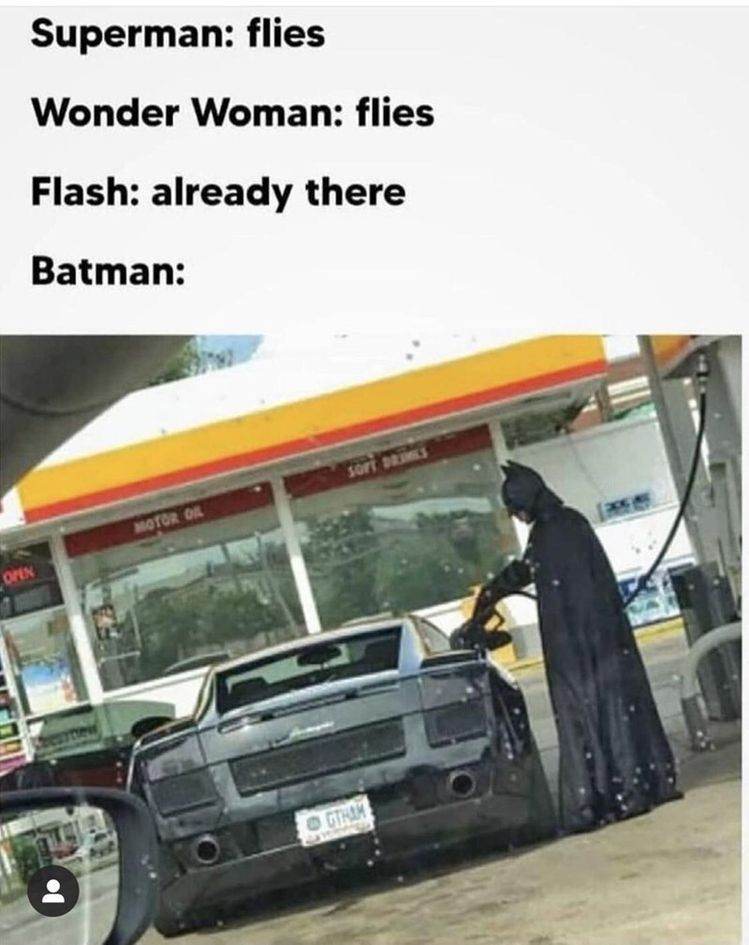 Superman: flies
Wonder Woman: flies
Flash: already there
Batman:
SOFT DRINKS
MOTOR OIL
OPEN
GTHAM